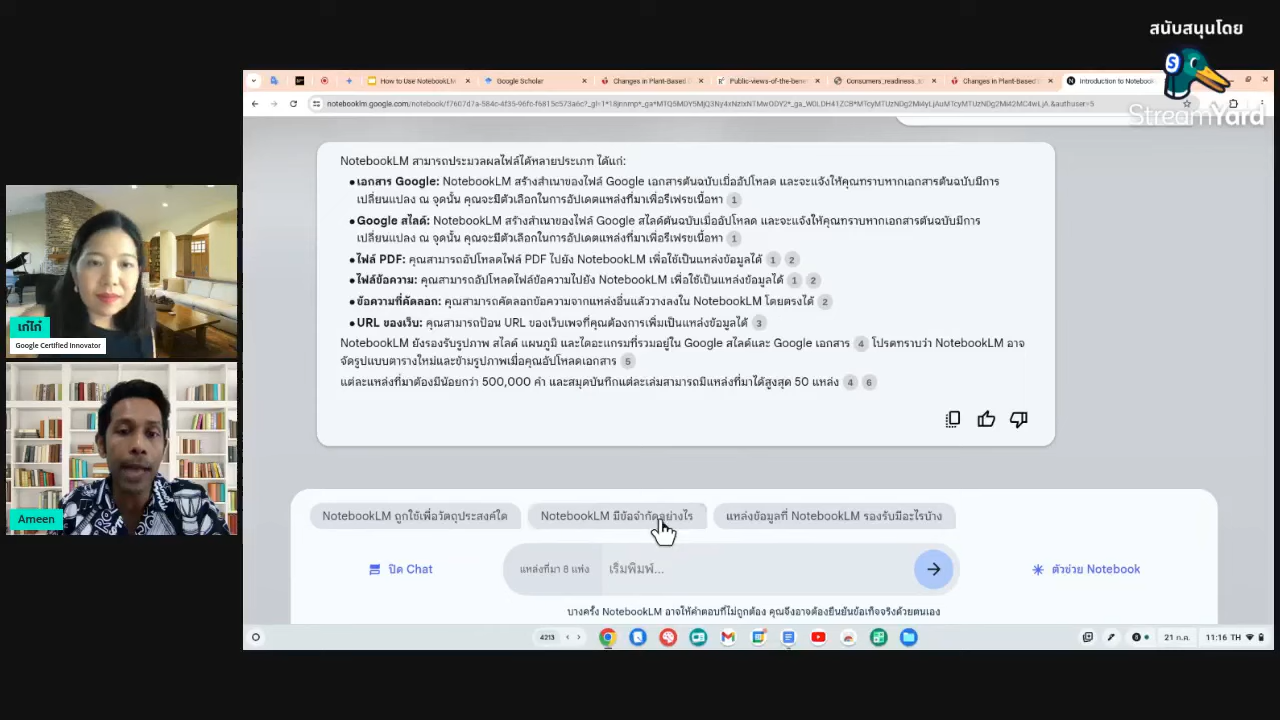 สนับสนุนโดย
S
StreamYard
How to Use NotebookLM
Google Scholar
Changes in Plant-Based
Public-views-of-the-bene
Consumers_readiness_
Changes in Plant-Based
Introduction to Notebook
NotebookLM สามารถประมวลผลไฟล์ได้หลายประเภท ได้แก่:
เอกสาร Google: NotebookLM สร้างสำเนาของไฟล์ Google เอกสารต้นฉบับเมื่ออัปโหลด และจะแจ้งให้คุณทราบหากเอกสารต้นฉบับมีการ
เปลี่ยนแปลง ณ จุดนั้น คุณจะมีตัวเลือกในการอัปเดตแหล่งที่มาเพื่อรีเฟรชเนื้อหา 1
Google สไลด์: NotebookLM สร้างสำเนาของไฟล์ Google สไลด์ต้นฉบับเมื่ออัปโหลด และจะแจ้งให้คุณทราบหากเอกสารต้นฉบับมีการ
เปลี่ยนแปลง ณ จุดนั้น คุณจะมีตัวเลือกในการอัปเดตแหล่งที่มาเพื่อรีเฟรชเนื้อหา 1
ไฟล์ PDF: คุณสามารถอัปโหลดไฟล์ PDF ไปยัง NotebookLM เพื่อใช้เป็นแหล่งข้อมูลได้ 1 2
ไฟล์ข้อความ: คุณสามารถอัปโหลดไฟล์ข้อความไปยัง NotebookLM เพื่อใช้เป็นแหล่งข้อมูลได้ 1 2
ข้อความที่คัดลอก: คุณสามารถคัดลอกข้อความจากแหล่งอื่นแล้ววางลงใน NotebookLM โดยตรงได้ 2
URL ของเว็บ: คุณสามารถป้อน URL ของเว็บเพจที่คุณต้องการเพิ่มเป็นแหล่งข้อมูลได้ 3
NotebookLM ยังรองรับรูปภาพ สไลด์ แผนภูมิ และไดอะแกรมที่รวมอยู่ใน Google สไลด์และ Google เอกสาร 4 โปรดทราบว่า NotebookLM อาจ
จัดรูปแบบตารางใหม่และข้ามรูปภาพเมื่อคุณอัปโหลดเอกสาร 5
แต่ละแหล่งที่มาต้องมีน้อยกว่า 500,000 คำ และสมุดบันทึกแต่ละเล่มสามารถมีแหล่งที่มาได้สูงสุด 50 แหล่ง 4 6
เก๋ไก๋
Google Certified Innovator
Ameen
NotebookLM ถูกใช้เพื่อวัตถุประสงค์ใด
NotebookLM มีข้อจำกัดอย่างไร
แหล่งข้อมูลที่ NotebookLM รองรับมีอะไรบ้าง
ปิด Chat
แหล่งที่มา 8 แห่ง
เริ่มพิมพ์...
ตัวช่วย Notebook
บางครั้ง NotebookLM อาจให้คำตอบที่ไม่ถูกต้อง คุณจึงอาจต้องยืนยันข้อเท็จจริงด้วยตนเอง
4213
21 ก.ค.
11:16 TH